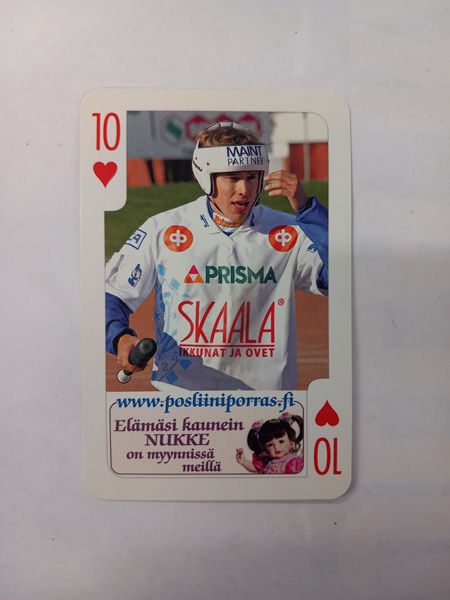 10
MAINT
PARTNER
PRISMA
SKAALA®
IKKUNAT JA OVET
www.posliiniporras.fi
Elämäsi kaunein
NUKKE
on myynnissä
meillä
10